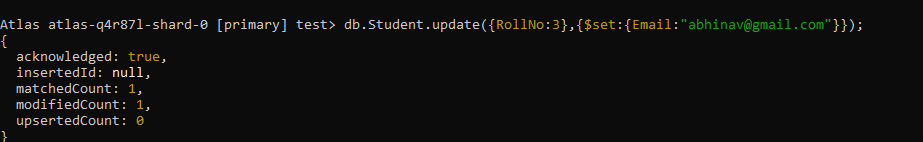 Atlas atlas-q4r87l-shard-0 [primary] test> db.Student.update({RollNo:3},{$set:{Email:"abhinav@gmail.com"}});
{
  acknowledged: true,
  insertedId: null,
  matchedCount: 1,
  modifiedCount: 1,
  upsertedCount: 0
}